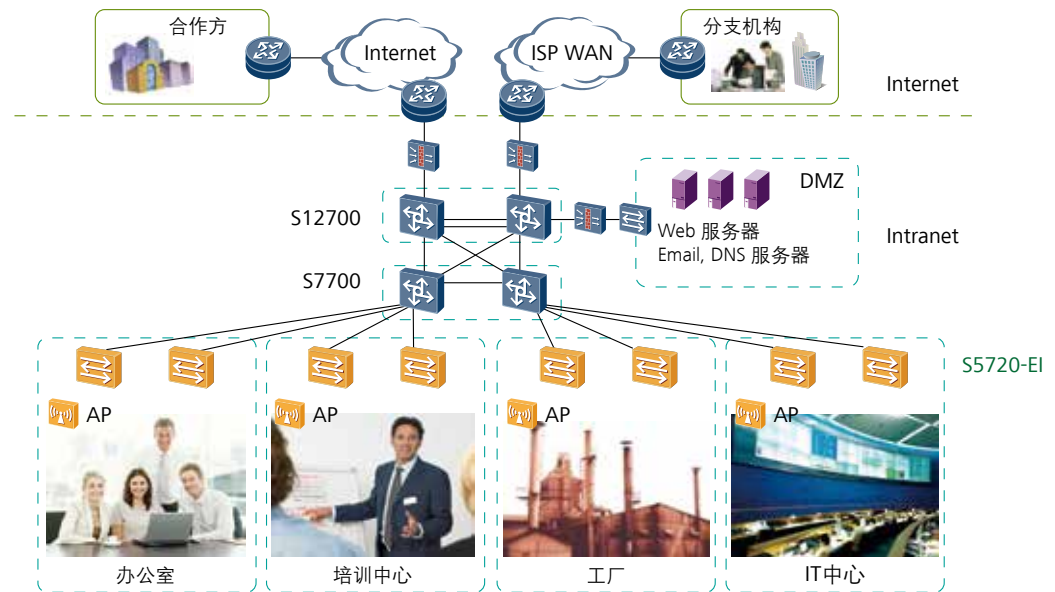 合作方
Internet
ISP WAN
分支机构
Internet
DMZ
S12700
Web 服务器
Email, DNS 服务器
Intranet
S7700
S5720-EI
AP
AP
AP
AP
办公室
培训中心
工厂
IT中心